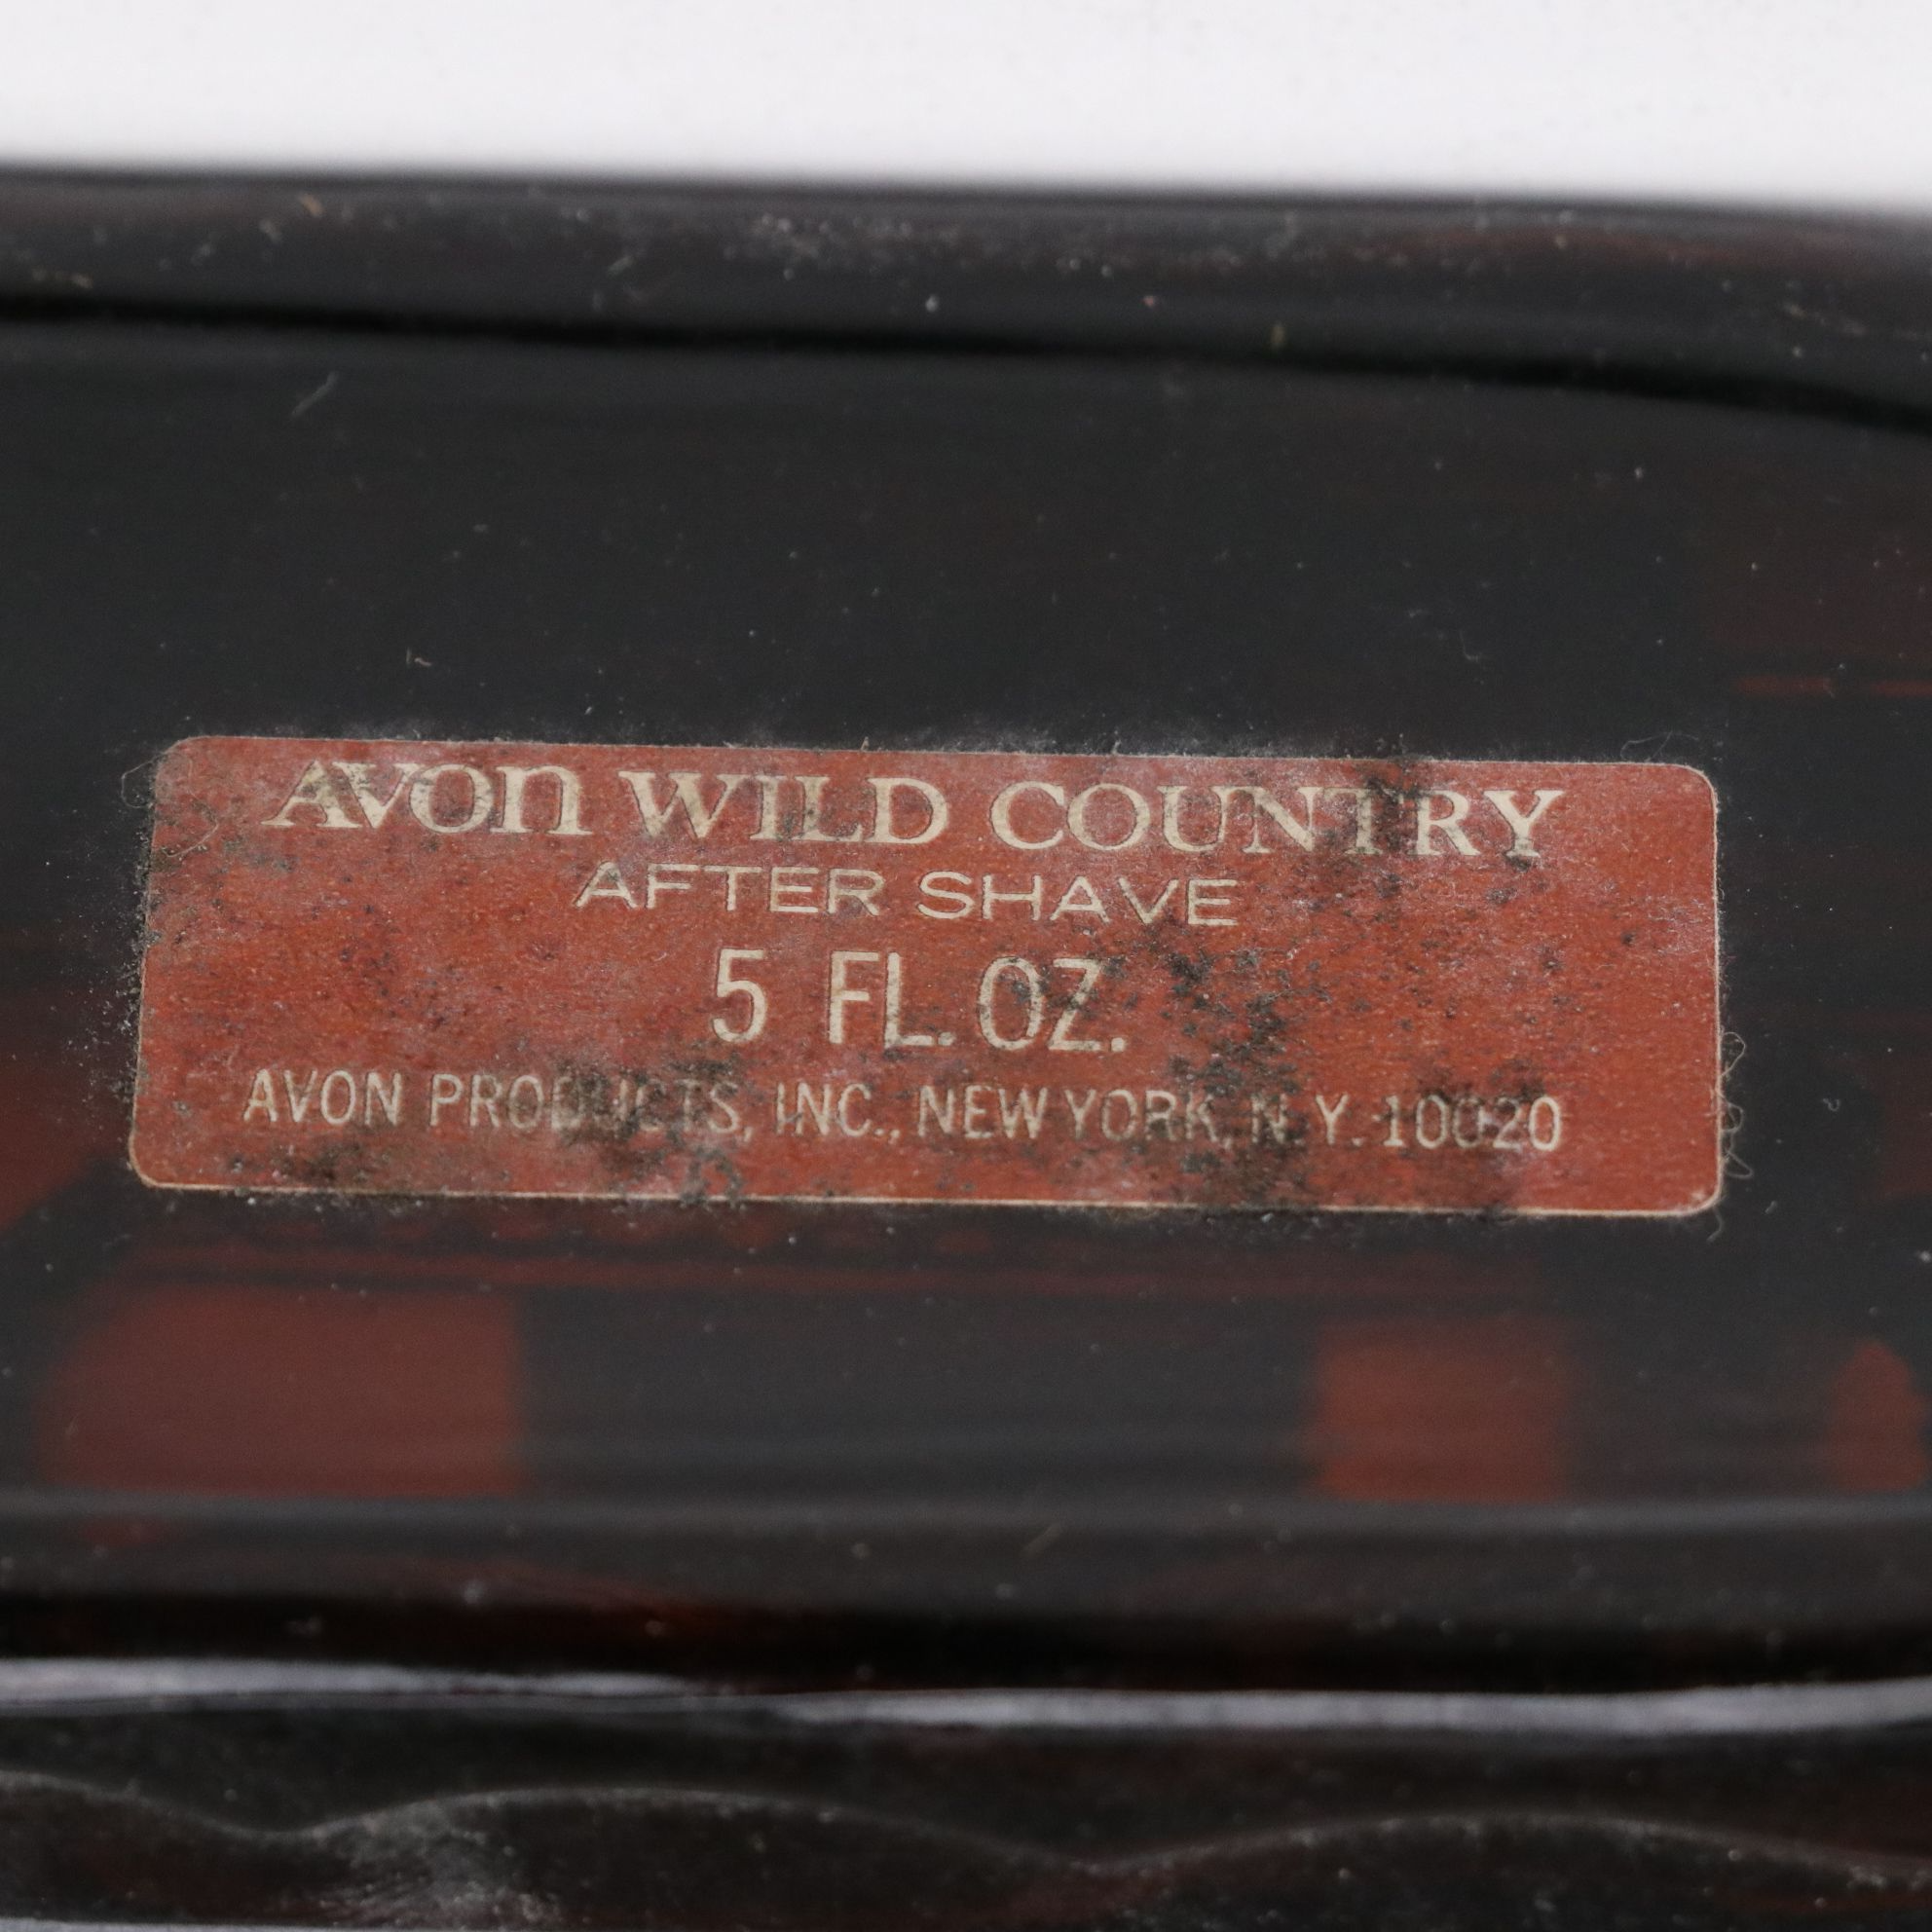 AVON WILD COUNTRY
AFTER SHAVE
5 FL. OZ.
AVON PRODUCTS, INC., NEW YORK, N.Y. 10020